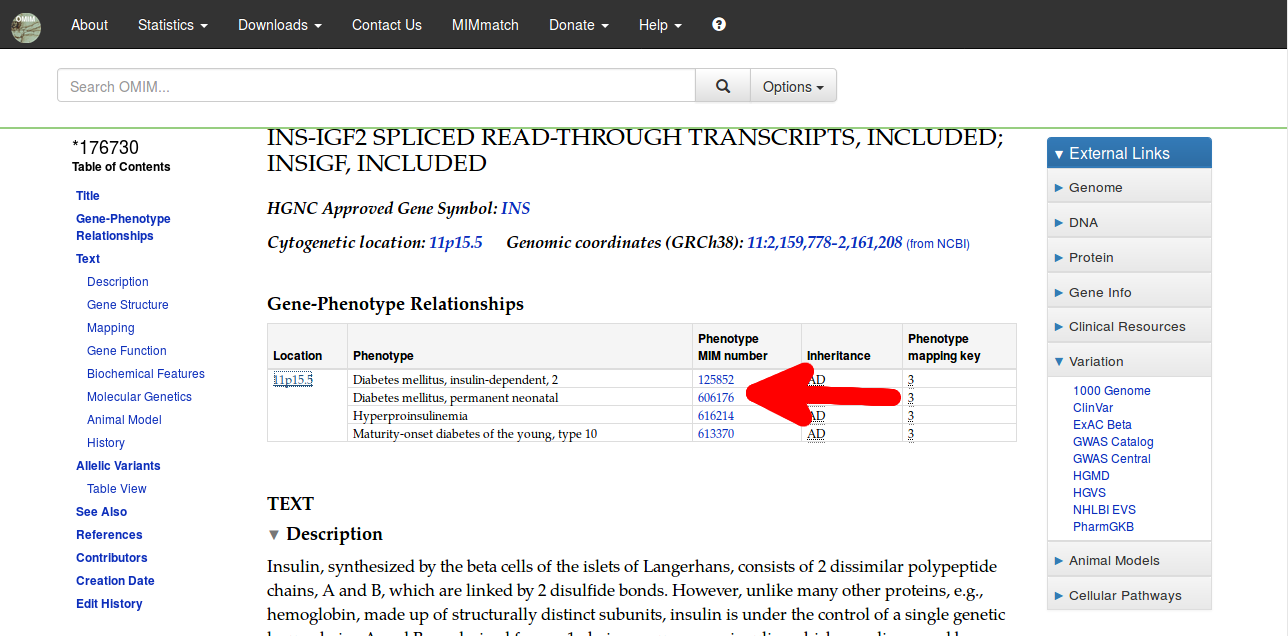 OMIM
About Statistics Downloads Contact Us MIMmatch Donate Help ?
Search OMIM... Options
*176730
Table of Contents
Title
Gene-Phenotype
Relationships
Text
Description
Gene Structure
Mapping
Gene Function
Biochemical Features
Molecular Genetics
Animal Model
History
Allelic Variants
Table View
See Also
References
Contributors
Creation Date
Edit History
INS-IGF2 SPLICED READ-THROUGH TRANSCRIPTS, INCLUDED;
INSIGF, INCLUDED
HGNC Approved Gene Symbol: INS
Cytogenetic location: 11p15.5 Genomic coordinates (GRCh38): 11:2,159,778-2,161,208 (from NCBI)
Gene-Phenotype Relationships
Location Phenotype Phenotype MIM number Inheritance Phenotype mapping key
11p15.5 Diabetes mellitus, insulin-dependent, 2 125852 AD 3
Diabetes mellitus, permanent neonatal 606176 3
Hyperproinsulinemia 616214 AD 3
Maturity-onset diabetes of the young, type 10 613370 AD 3
TEXT
Description
Insulin, synthesized by the beta cells of the islets of Langerhans, consists of 2 dissimilar polypeptide
chains, A and B, which are linked by 2 disulfide bonds. However, unlike many other proteins, e.g.,
hemoglobin, made up of structurally distinct subunits, insulin is under the control of a single genetic
External Links
Genome
DNA
Protein
Gene Info
Clinical Resources
Variation
1000 Genome
ClinVar
ExAC Beta
GWAS Catalog
GWAS Central
HGMD
HGVS
NHLBI EVS
PharmGKB
Animal Models
Cellular Pathways